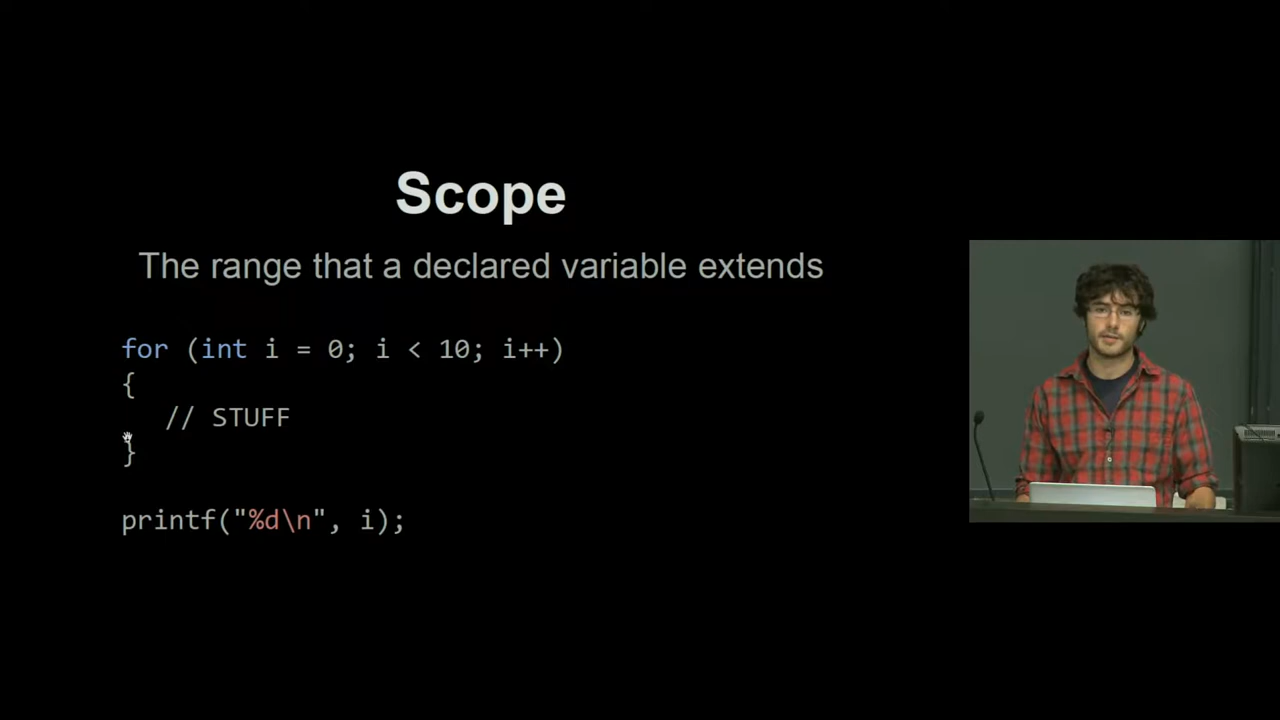 Scope
The range that a declared variable extends
for (int i = 0; i < 10; i++)
{
// STUFF
}
printf("%d\n", i);